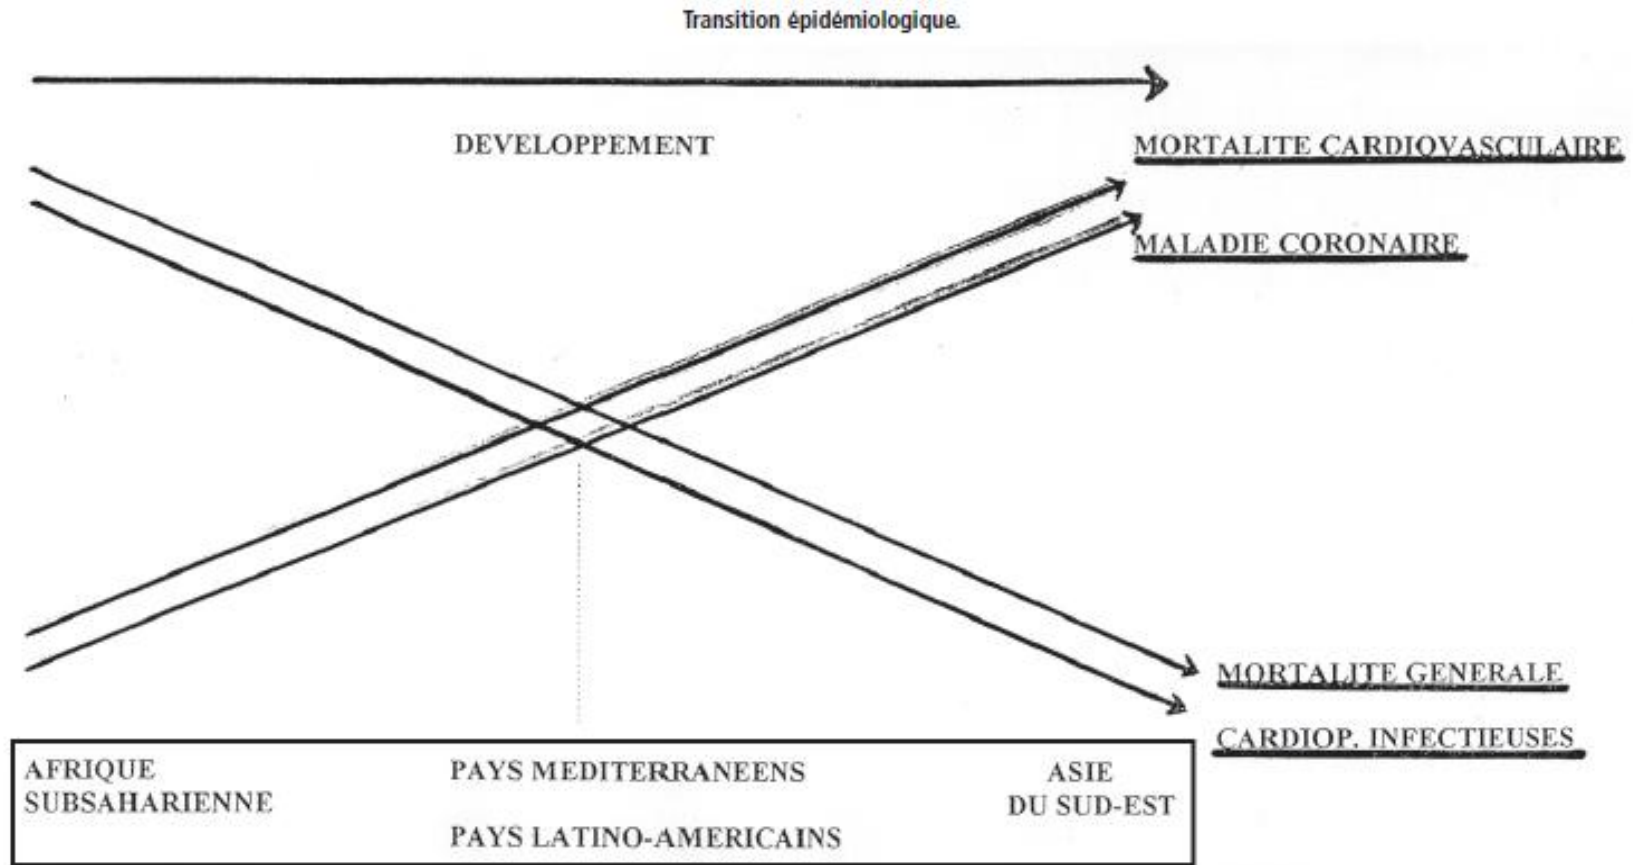 Transition épidémiologique.
DEVELOPPEMENT
MORTALITE CARDIOVASCULAIRE
MALADIE CORONAIRE
MORTALITE GENERALE
CARDIOP. INFECTIEUSES
AFRIQUE
SUBSAHARIENNE
PAYS MEDITERRANEENS
PAYS LATINO-AMERICAINS
ASIE
DU SUD-EST